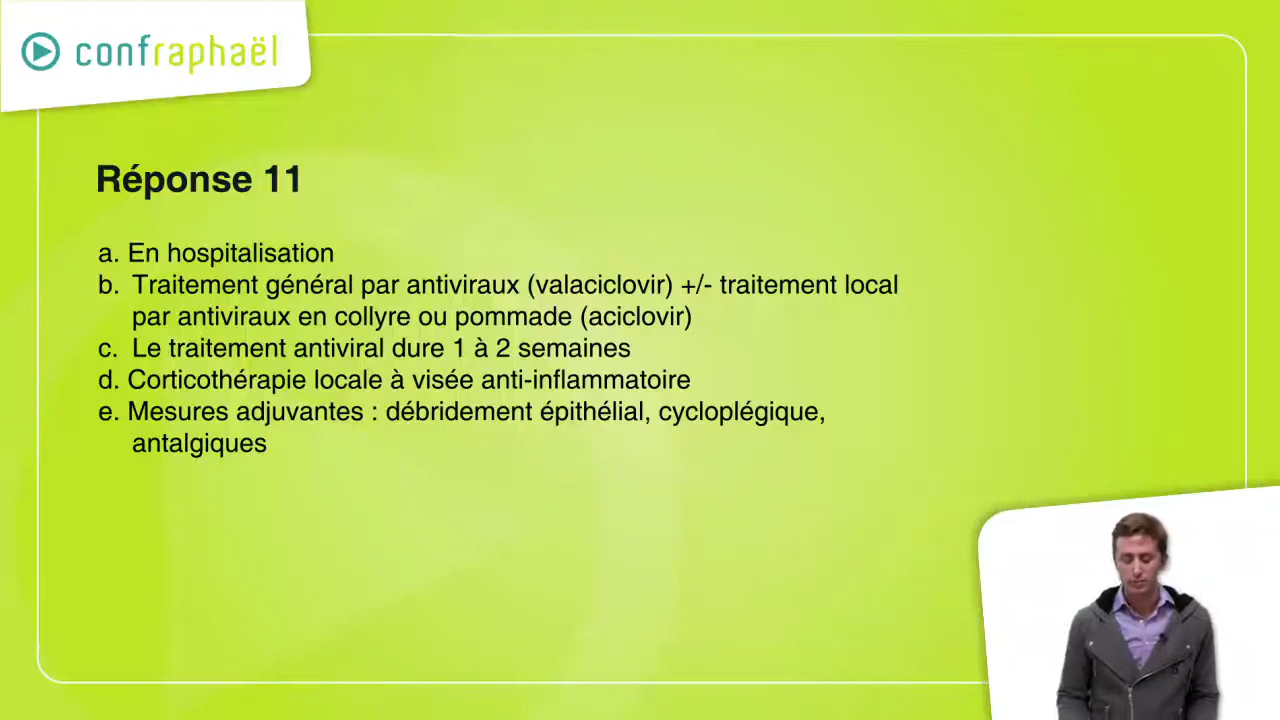 confraphaël
Réponse 11
a. En hospitalisation
b. Traitement général par antiviraux (valaciclovir) +/- traitement local
par antiviraux en collyre ou pommade (aciclovir)
c. Le traitement antiviral dure 1 à 2 semaines
d. Corticothérapie locale à visée anti-inflammatoire
e. Mesures adjuvantes : débridement épithélial, cycloplégique,
antalgiques